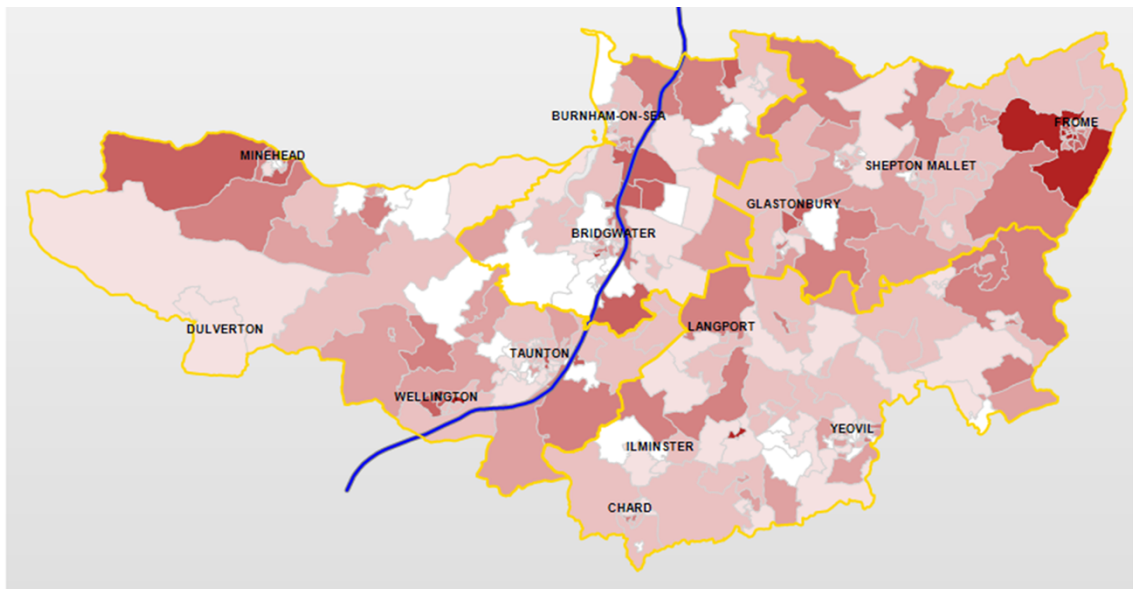 BURNHAM-ON-SEA
FROME
MINEHEAD
SHEPTON MALLET
GLASTONBURY
BRIDGWATER
DULVERTON
LANGPORT
TAUNTON
WELLINGTON
YEOVIL
ILMINSTER
CHARD